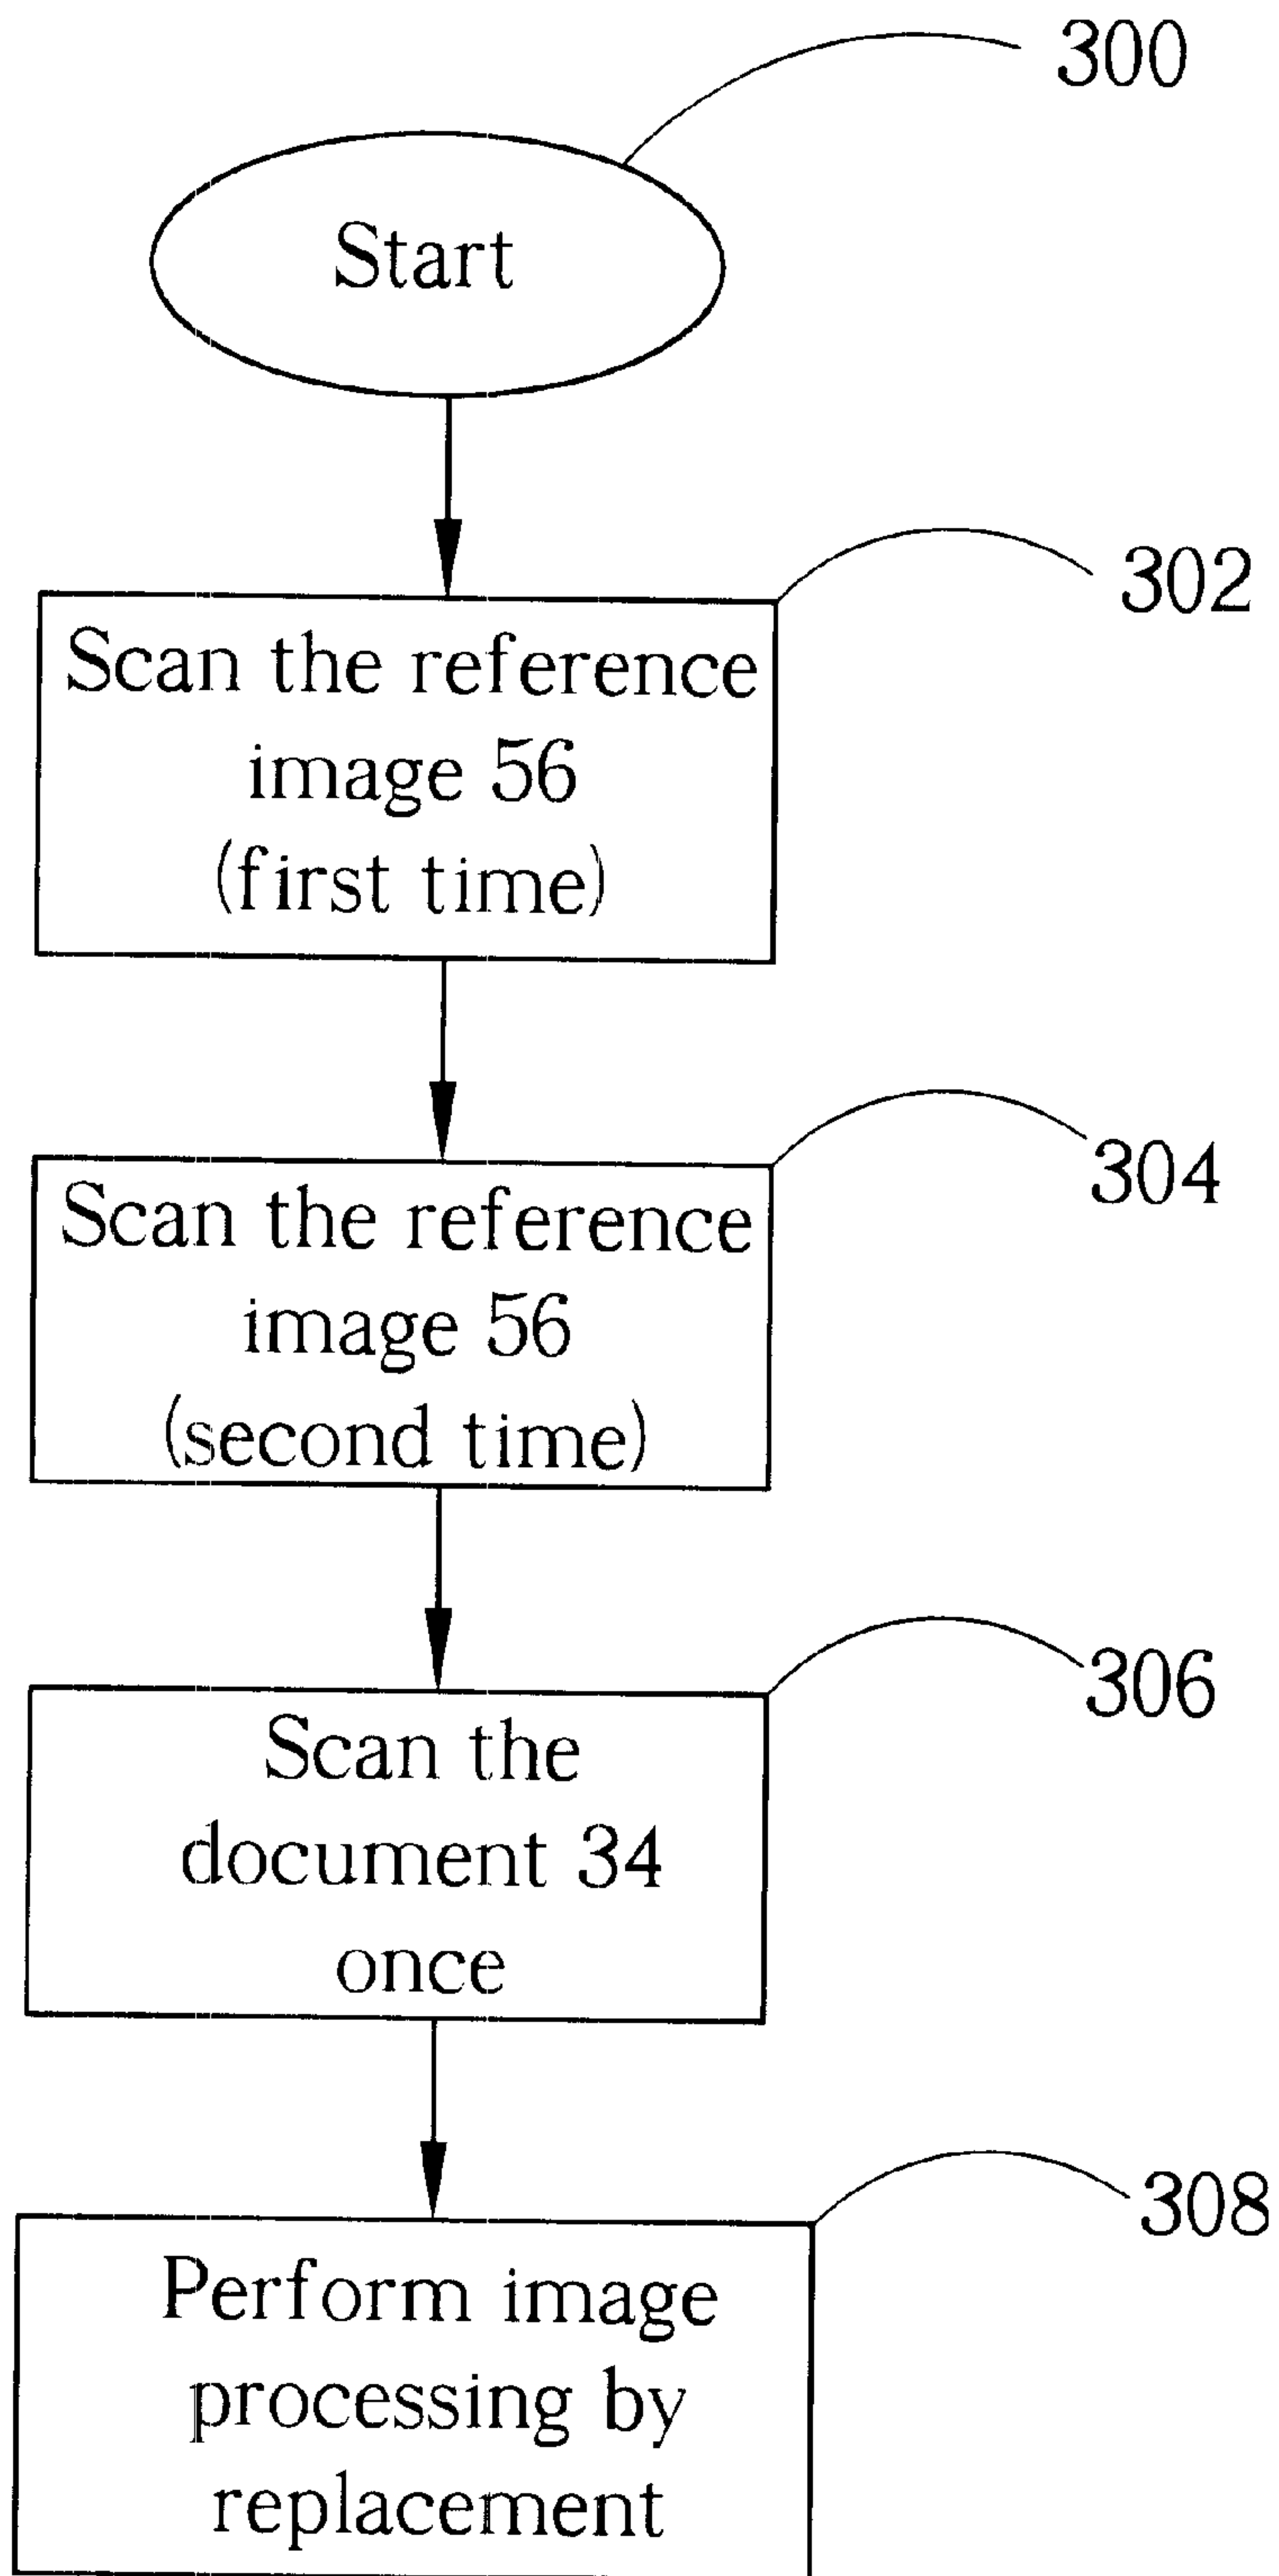 300
Start
302
Scan the reference
image 56
(first time)
304
Scan the reference
image 56
(second time)
306
Scan the
document 34
once
308
Perform image
processing by
replacement